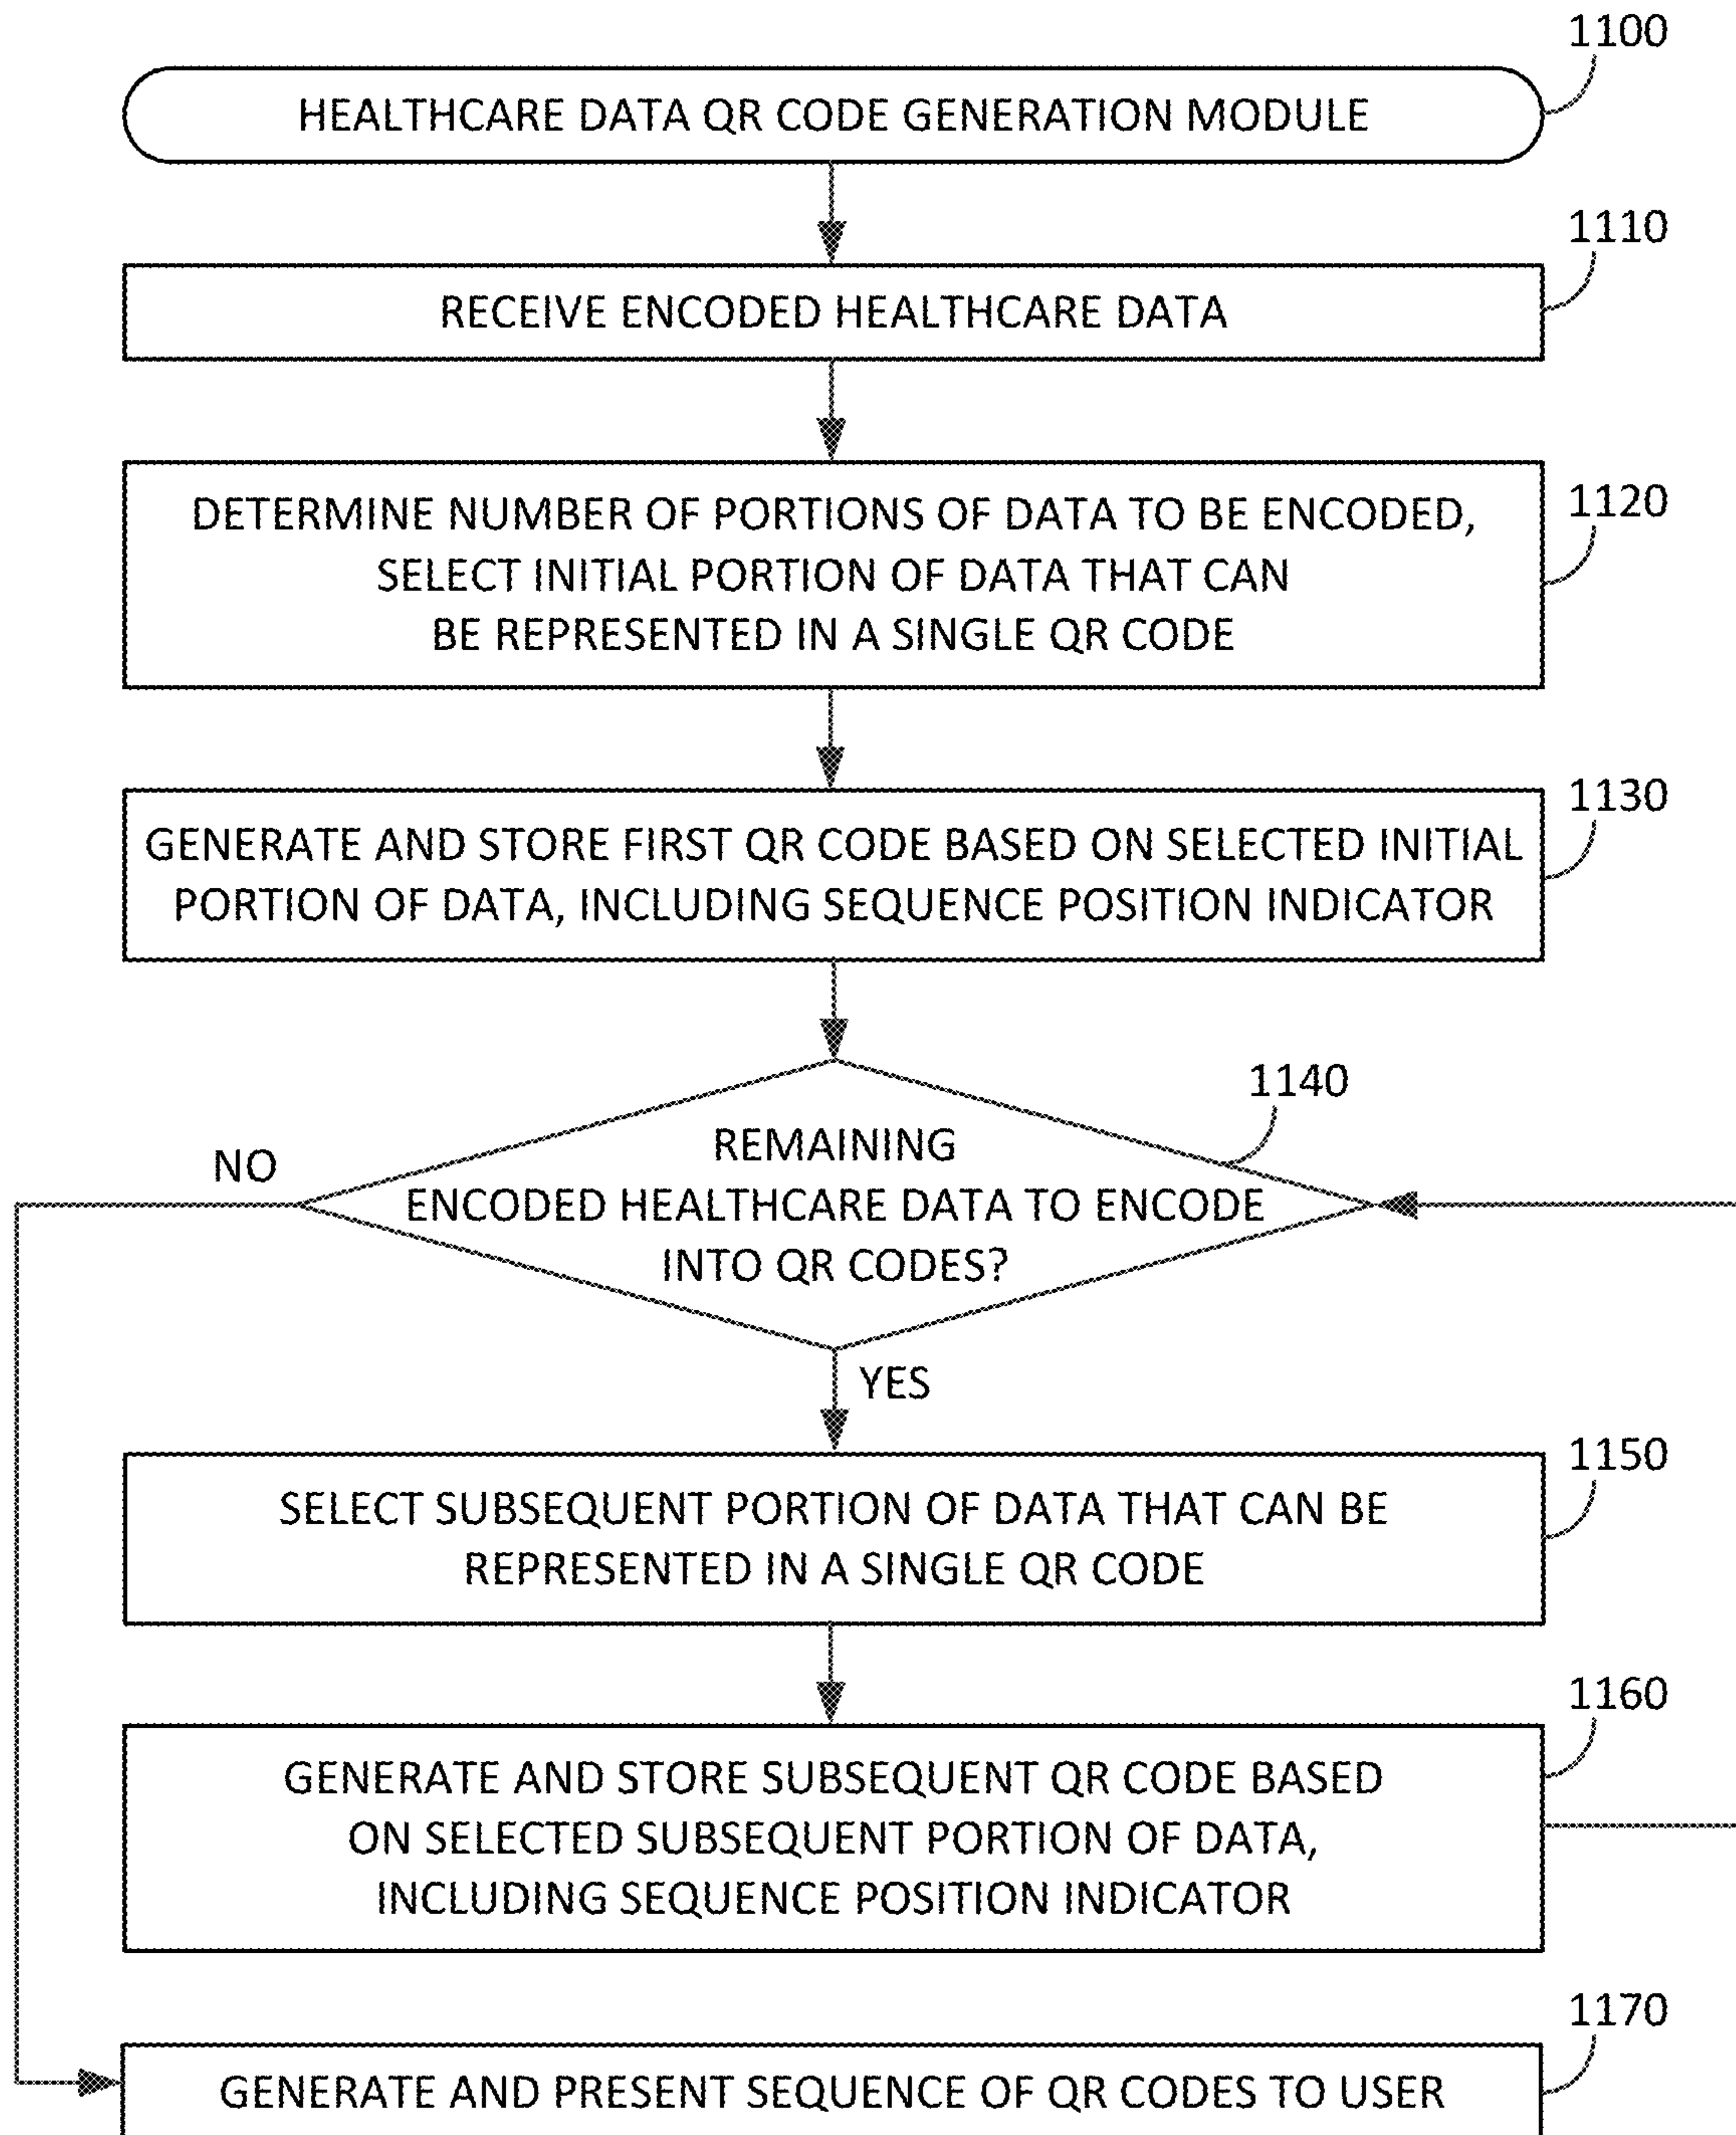 1100
HEALTHCARE DATA QR CODE GENERATION MODULE
1110
RECEIVE ENCODED HEALTHCARE DATA
1120
DETERMINE NUMBER OF PORTIONS OF DATA TO BE ENCODED,
SELECT INITIAL PORTION OF DATA THAT CAN
BE REPRESENTED IN A SINGLE QR CODE
1130
GENERATE AND STORE FIRST QR CODE BASED ON SELECTED INITIAL
PORTION OF DATA, INCLUDING SEQUENCE POSITION INDICATOR
1140
REMAINING
NO
ENCODED HEALTHCARE DATA TO ENCODE
INTO QR CODES?
YES
1150
SELECT SUBSEQUENT PORTION OF DATA THAT CAN BE
REPRESENTED IN A SINGLE QR CODE
1160
GENERATE AND STORE SUBSEQUENT QR CODE BASED
ON SELECTED SUBSEQUENT PORTION OF DATA,
INCLUDING SEQUENCE POSITION INDICATOR
1170
GENERATE AND PRESENT SEQUENCE OF QR CODES TO USER